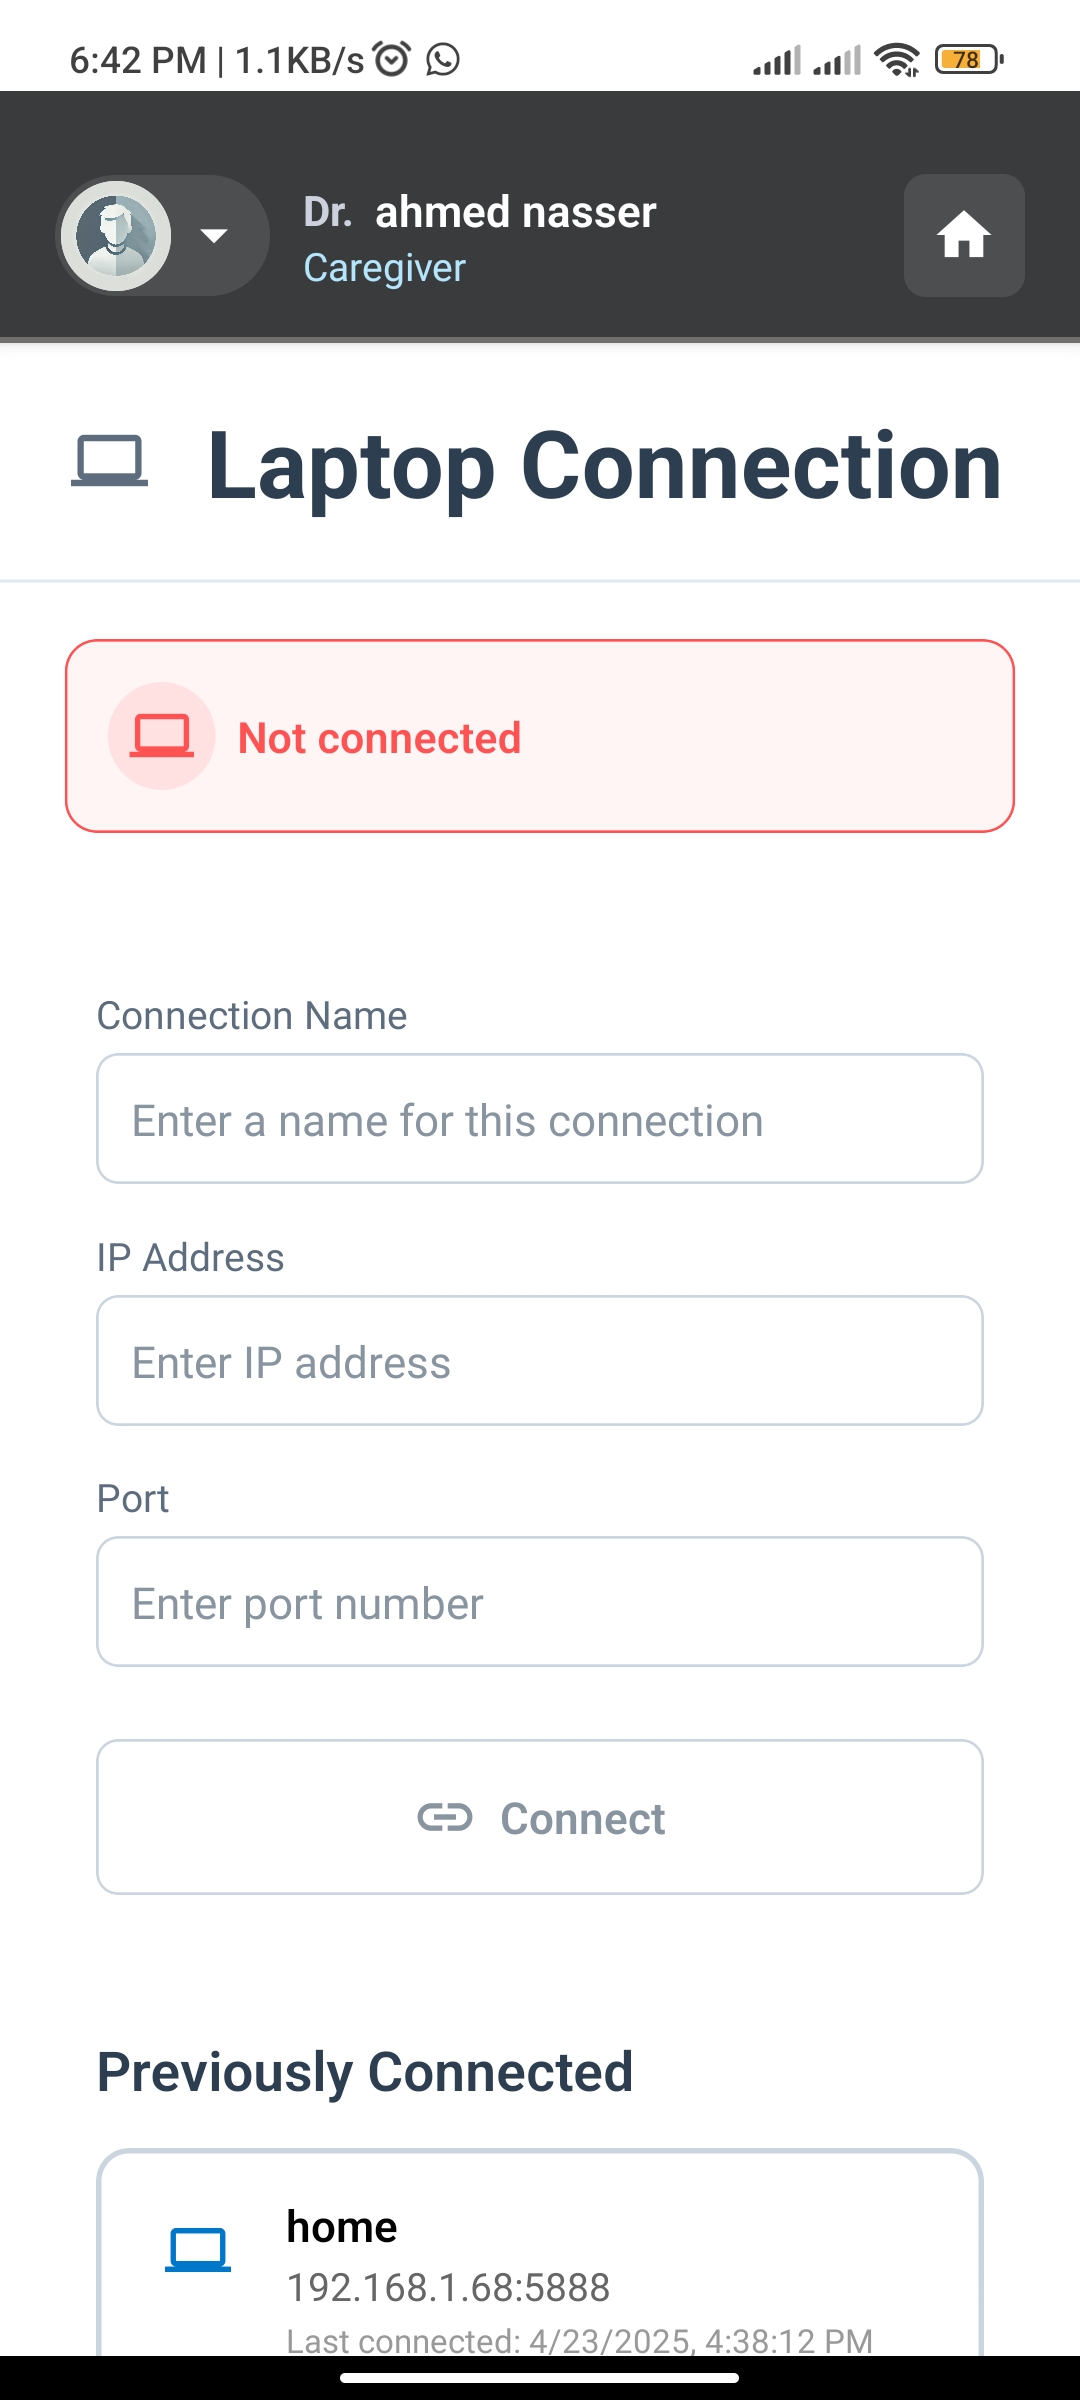 6:42 PM | 1.1KB/s
78
Dr. ahmed nasser
Caregiver
Laptop Connection
Not connected
Connection Name
Enter a name for this connection
IP Address
Enter IP address
Port
Enter port number
Connect
Previously Connected
home
192.168.1.68:5888
Last connected: 4/23/2025, 4:38:12 PM